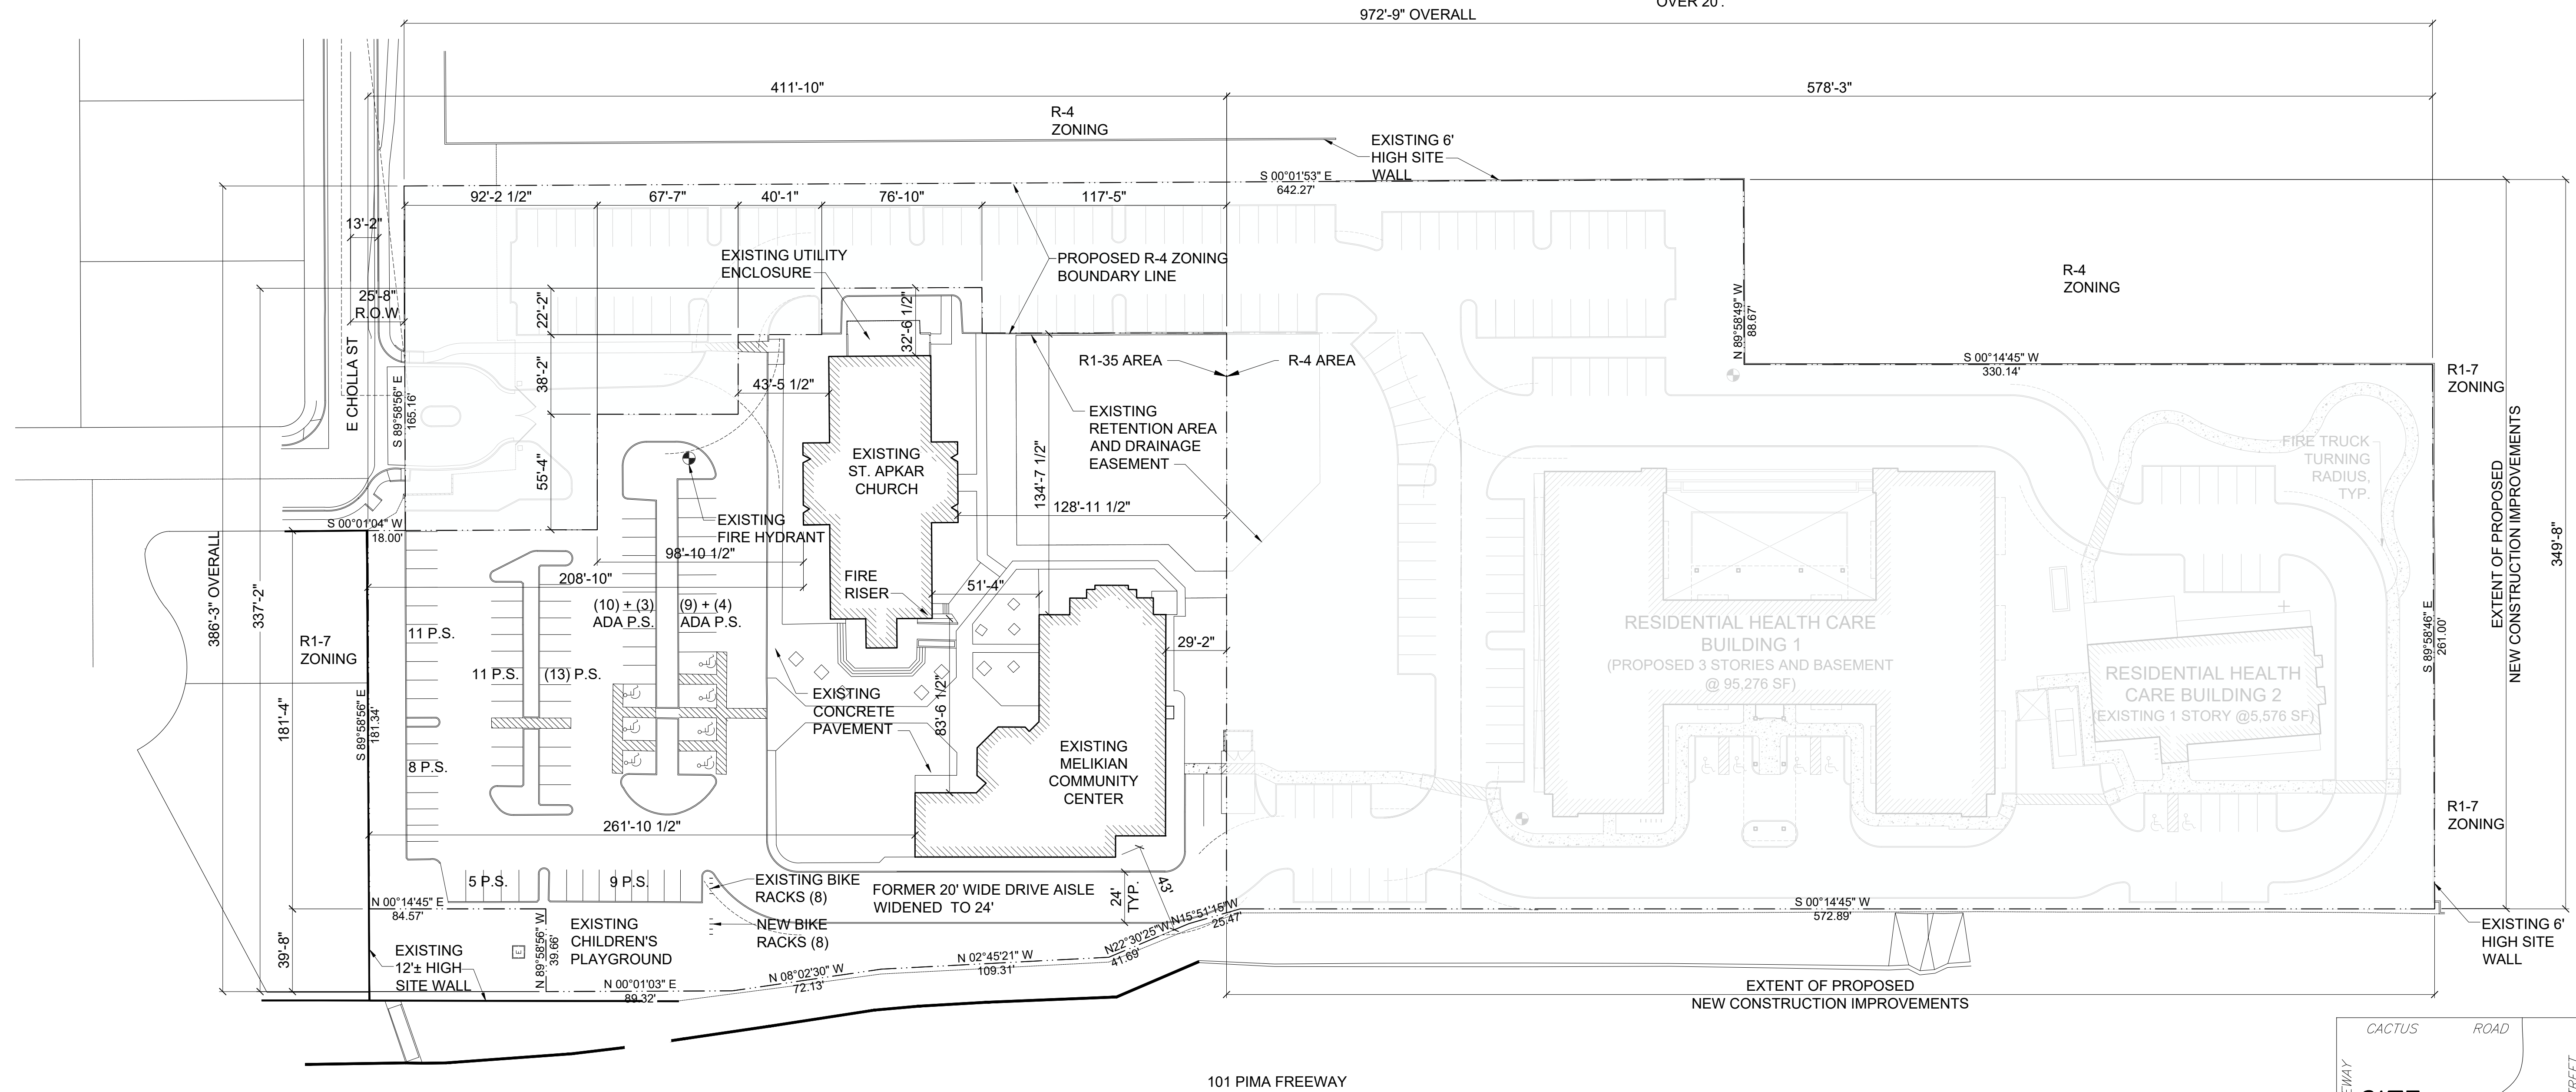 OVER 20'.
972'-9" OVERALL
411'-10"
578'-3"
R-4
ZONING
EXISTING 6'
HIGH SITE
WALL
S 00°01'53" E
642.27'
92'-2 1/2"
67'-7"
40'-1"
76'-10"
117'-5"
13'-2"
EXISTING UTILITY
ENCLOSURE
PROPOSED R-4 ZONING
BOUNDARY LINE
R-4
ZONING
25'-8"
R.O.W
22'-2"
32'-6 1/2"
N 89°58'49" W
88.67'
E CHOLLA ST
R1-35 AREA
R-4 AREA
S 00°14'45" W
330.14'
R1-7
ZONING
38'-2"
43'-5 1/2"
S 89°58'56" E
165.16'
EXISTING
RETENTION AREA
AND DRAINAGE
EASEMENT
EXISTING
ST. APKAR
CHURCH
134'-7 1/2"
128'-11 1/2"
55'-4"
FIRE TRUCK
TURNING
RADIUS,
TYP.
EXTENT OF PROPOSED
NEW CONSTRUCTION IMPROVEMENTS
349'-8"
S 00°01'04" W
18.00'
EXISTING
FIRE HYDRANT
98'-10 1/2"
208'-10"
386'-3" OVERALL
337'-2"
FIRE
RISER
51'-4"
(10) + (3)
ADA P.S.
(9) + (4)
ADA P.S.
11 P.S.
R1-7
ZONING
29'-2"
RESIDENTIAL HEALTH CARE
BUILDING 1
(PROPOSED 3 STORIES AND BASEMENT
@ 95,276 SF)
S 89°58'46" E
261.00'
RESIDENTIAL HEALTH
CARE BUILDING 2
(EXISTING 1 STORY @5,576 SF)
11 P.S.
(13) P.S.
181'-4"
S 89°58'56" E
181.34'
EXISTING
CONCRETE
PAVEMENT
83'-6 1/2"
EXISTING
MELIKIAN
COMMUNITY
CENTER
8 P.S.
261'-10 1/2"
R1-7
ZONING
5 P.S.
9 P.S.
EXISTING BIKE
RACKS (8)
FORMER 20' WIDE DRIVE AISLE
WIDENED TO 24'
24'
TYP.
43'
N 00°14'45" E
84.57'
S 00°14'45" W
572.89'
N15°51'15"W
25.47'
39'-8"
EXISTING
12'± HIGH
SITE WALL
E
N 89°58'56" W
39.66'
EXISTING
CHILDREN'S
PLAYGROUND
NEW BIKE
RACKS (8)
N22°30'25"W
41.69'
EXISTING 6'
HIGH SITE
WALL
N 00°01'03" E
89.32'
N 08°02'30" W
72.13'
N 02°45'21" W
109.31'
EXTENT OF PROPOSED
NEW CONSTRUCTION IMPROVEMENTS
CACTUS ROAD
101 PIMA FREEWAY